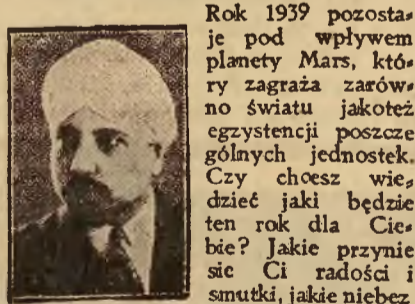 Rok 1939 pozosta-
je pod wpływem
planety Mars, któ-
ry zagraża zarów-
no światu jakoteż
egzystencji poszcze
gólnych jednostek.
Czy chcesz wie-
dzieć jaki będzie
ten rok dla Cie-
bie? Jakie przynie
sie Ci radości i
smutki, jakie niebez